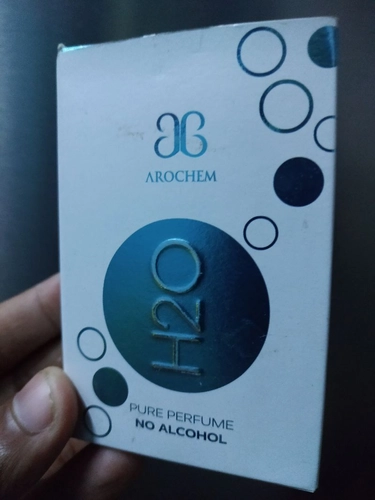 AROCHEM
H2O
PURE PERFUME
NO ALCOHOL